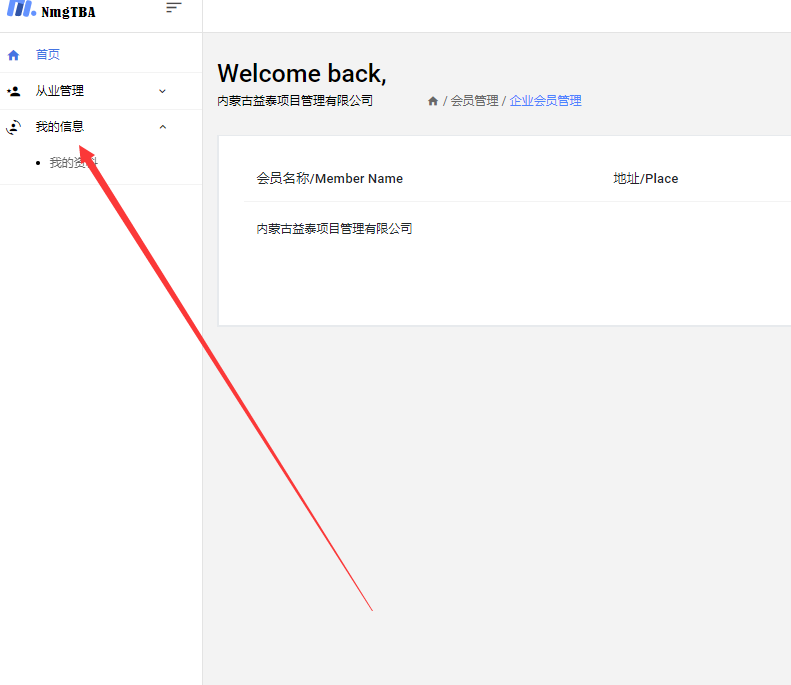 NmgTBA
首页
从业管理
我的信息
我的资料
Welcome back,
内蒙古益泰项目管理有限公司
/ 会员管理 / 企业会员管理
会员名称/Member Name 地址/Place
内蒙古益泰项目管理有限公司